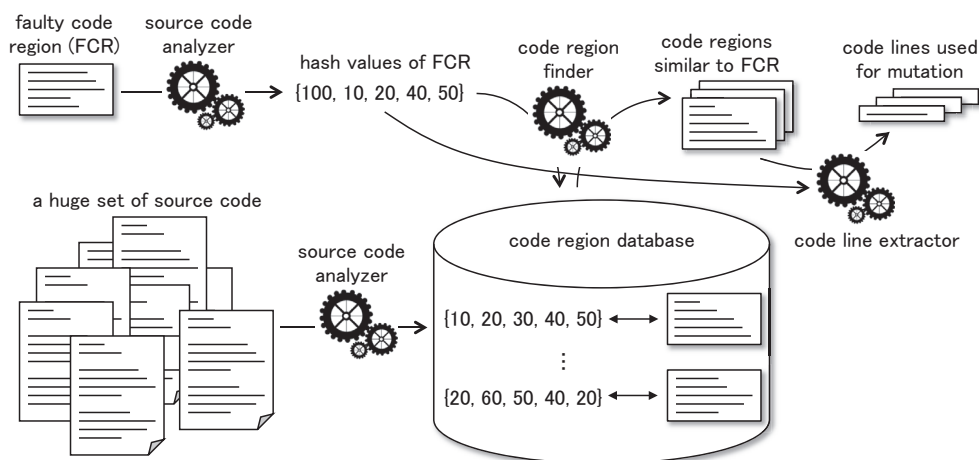 faulty code
region (FCR)
source code
analyzer
hash values of FCR
{100, 10, 20, 40, 50}
code region
finder
code regions
similar to FCR
code lines used
for mutation
a huge set of source code
source code
analyzer
code region database
code line extractor
{10, 20, 30, 40, 50}
...
{20, 60, 50, 40, 20}